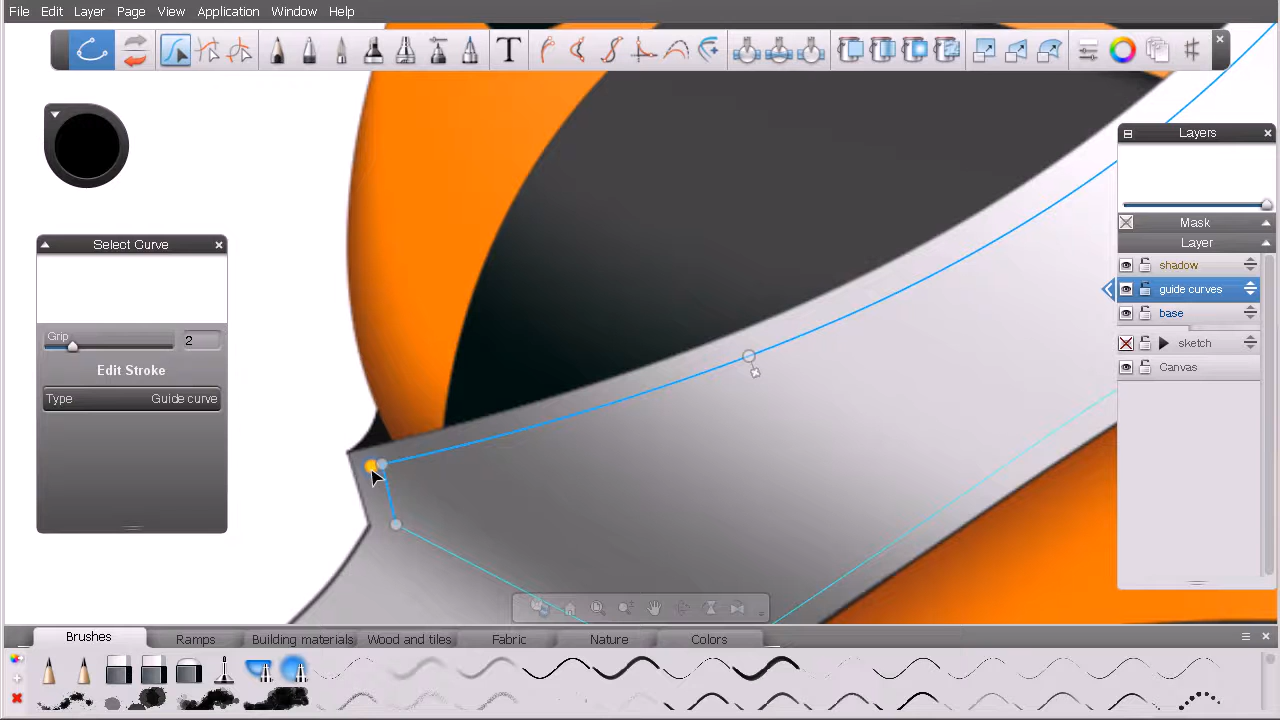 File Edit Layer Page View Application Window Help
T
Layers
Mask
Layer
shadow
guide curves
base
sketch
Canvas
Select Curve
Grip 2
Edit Stroke
Type Guide curve
Brushes Ramps Building materials Wood and tiles Fabric Nature Colors